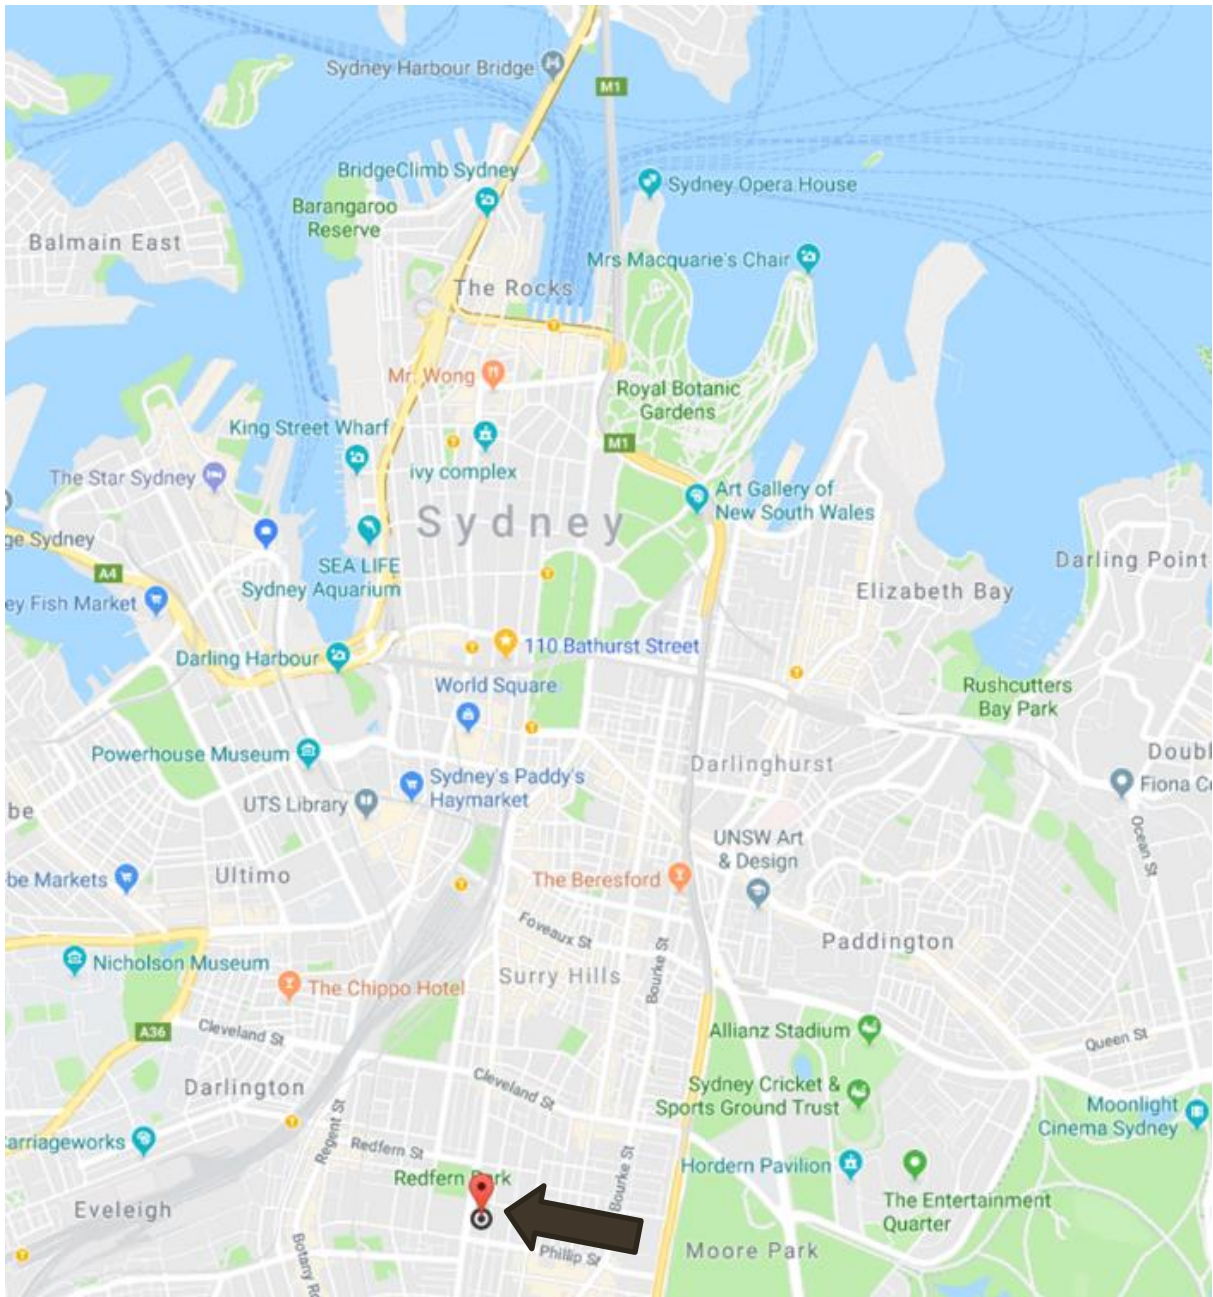 Sydney Harbour Bridge
M1
BridgeClimb Sydney
Sydney Opera House
Barangaroo
Reserve
Balmain East
Mrs Macquarie's Chair
The Rocks
Mr. Wong
Royal Botanic
Gardens
King Street Wharf
M1
ivy complex
The Star Sydney
Art Gallery of
New South Wales
Sydney
ge Sydney
SEA LIFE
Sydney Aquarium
Darling Point
A4
Elizabeth Bay
ey Fish Market
110 Bathurst Street
Darling Harbour
World Square
Rushcutters
Bay Park
Powerhouse Museum
Doubl
Darlinghurst
Sydney's Paddy's
Haymarket
Fiona Co
UTS Library
be
Ocean St
UNSW Art
& Design
be Markets
Ultimo
The Beresford
Foveaux St
Paddington
Nicholson Museum
Surry Hills
Bourke St
The Chippo Hotel
A36
Cleveland St
Allianz Stadium
Queen St
Darlington
Cleveland St
Sydney Cricket &
Sports Ground Trust
Moonlight
Cinema Sydney
arriageworks
Regent St
Redfern St
Bourke St
Hordern Pavilion
Redfern Park
The Entertainment
Quarter
Eveleigh
Moore Park
Phillip St
Botany R